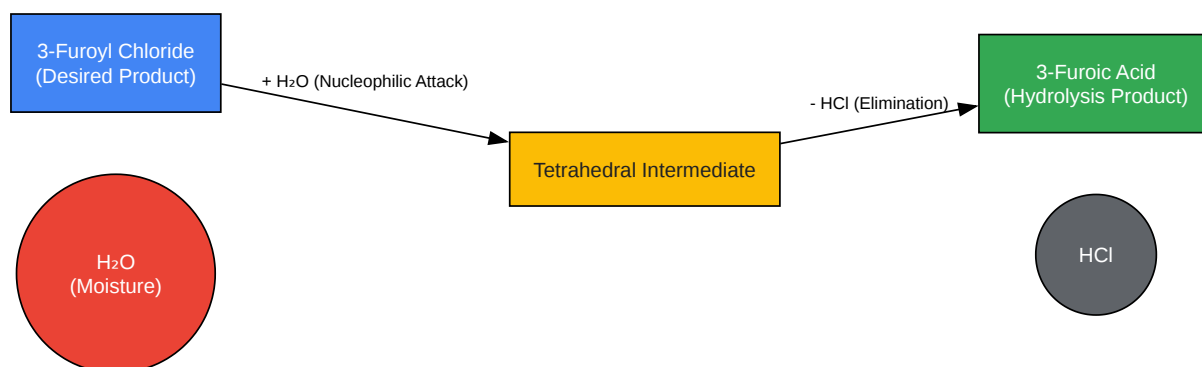 3-Furoyl Chloride
(Desired Product)
+ H₂O (Nucleophilic Attack)
Tetrahedral Intermediate
- HCl (Elimination)
3-Furoic Acid
(Hydrolysis Product)
H₂O
(Moisture)
HCl